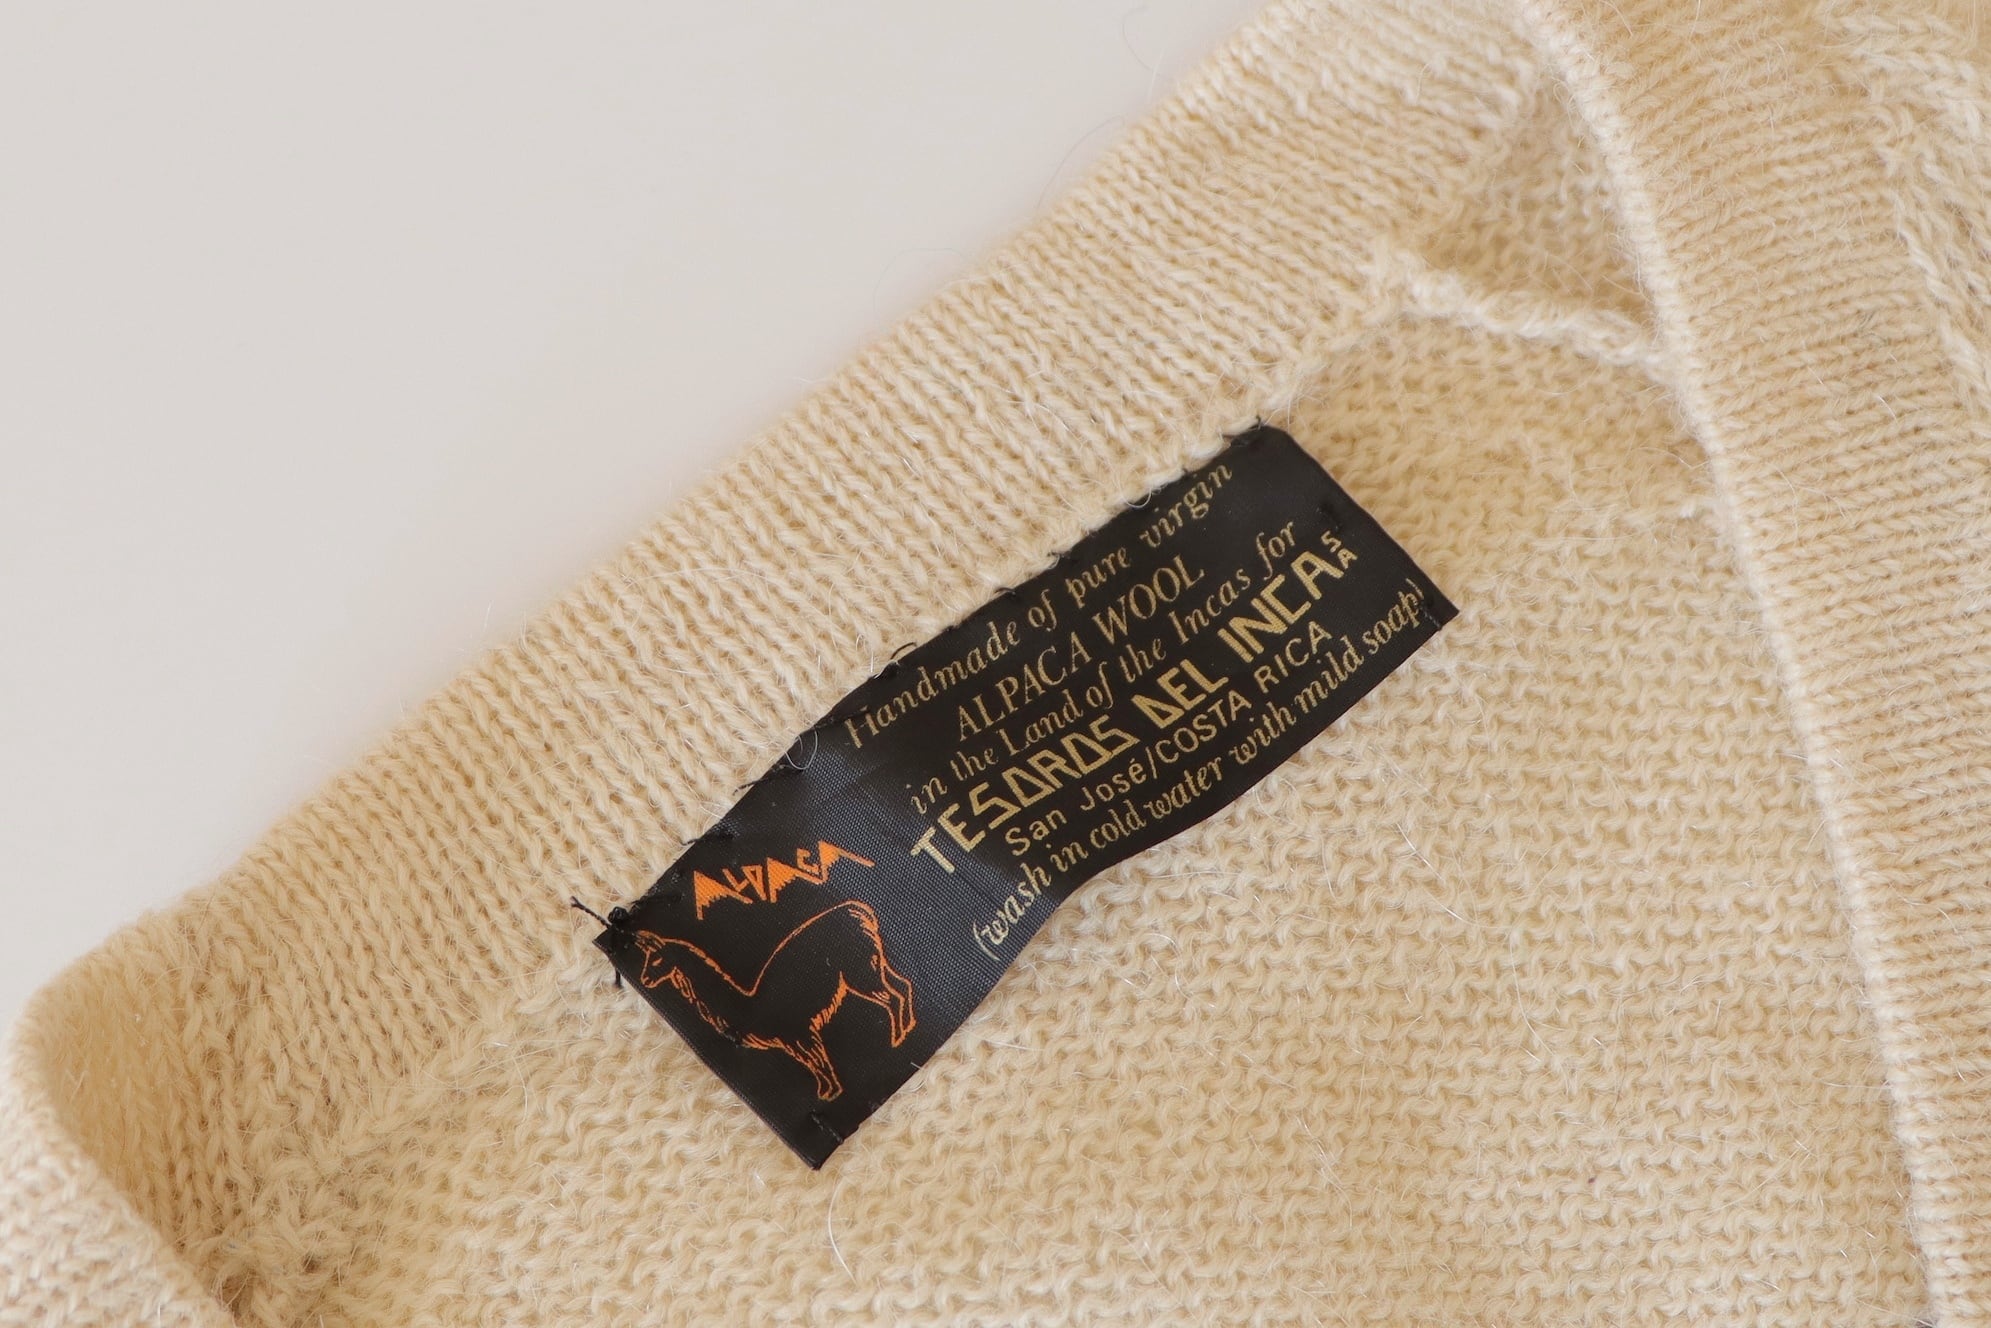 ALPACA
Handmade of pure virgin
ALPACA WOOL
in the Land of the Incas for
TESOROS DEL INCA SA
San José/COSTA RICA
(wash in cold water with mild soap)